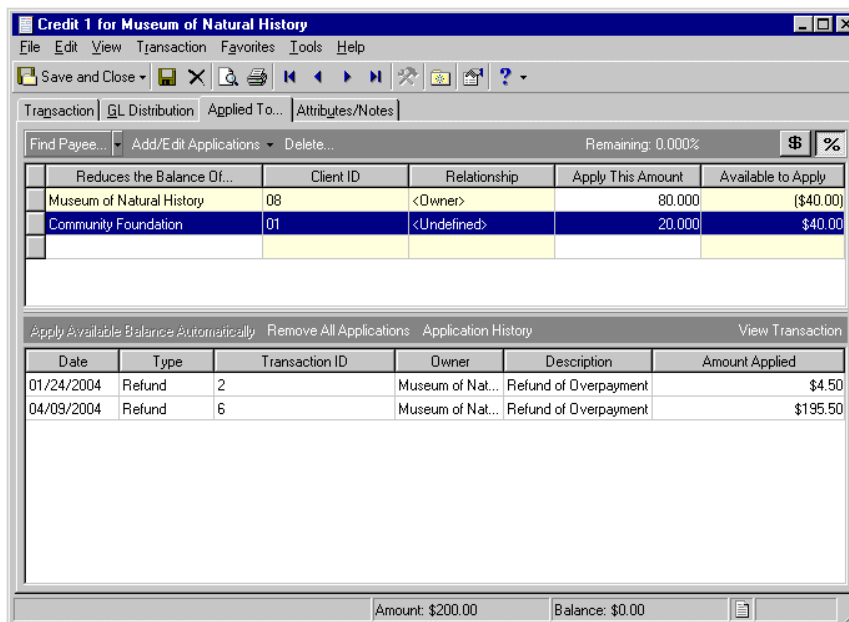 Credit 1 for Museum of Natural History
File Edit View Transaction Favorites Tools Help
Save and Close
Transaction GL Distribution Applied To... Attributes/Notes
Find Payee... Add/Edit Applications Delete... Remaining: 0.000% $ %
Reduces the Balance Of... Client ID Relationship Apply This Amount Available to Apply
Museum of Natural History 08 <Owner> 80.000 ($40.00)
Community Foundation 01 <Undefined> 20.000 $40.00
Apply Available Balance Automatically Remove All Applications Application History View Transaction
Date Type Transaction ID Owner Description Amount Applied
01/24/2004 Refund 2 Museum of Nat... Refund of Overpayment $4.50
04/09/2004 Refund 6 Museum of Nat... Refund of Overpayment $195.50
Amount: $200.00 Balance: $0.00